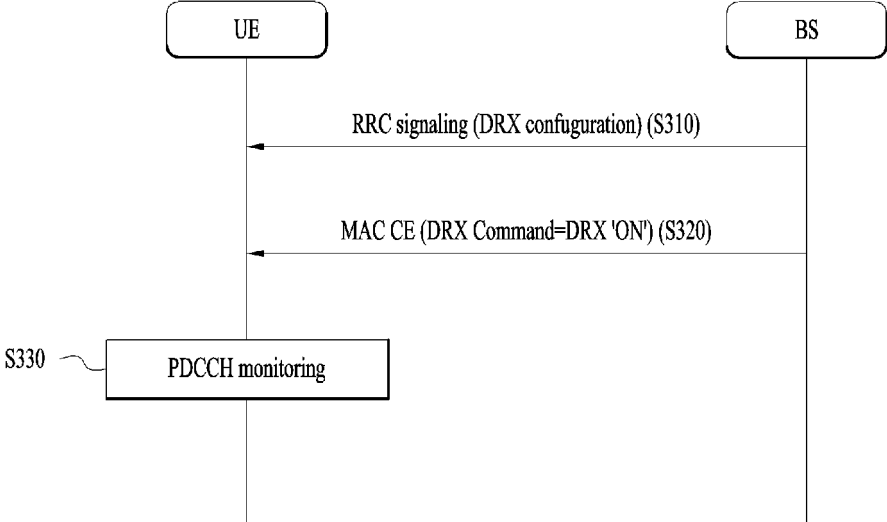 UE
BS
RRC signaling (DRX confuguration) (S310)
MAC CE (DRX Command=DRX 'ON') (S320)
S330
PDCCH monitoring